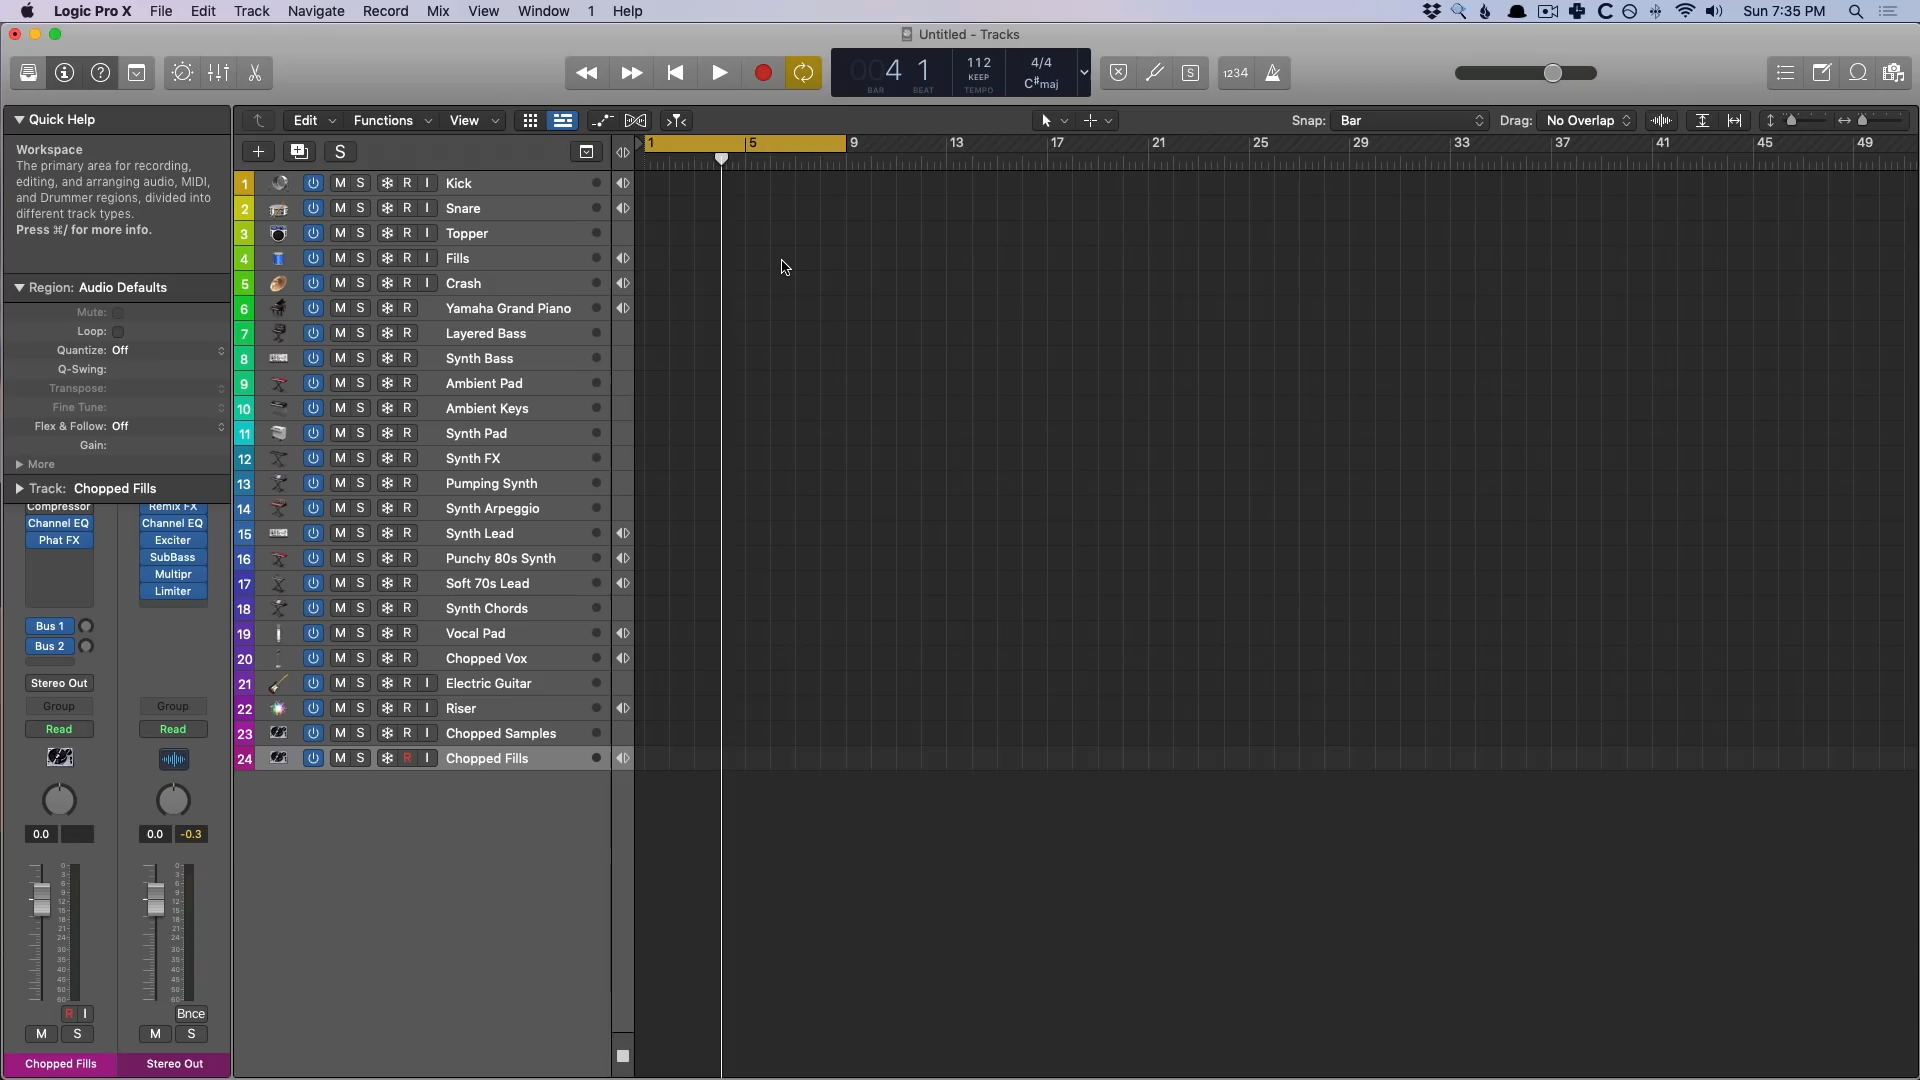 Logic Pro X File Edit Track Navigate Record Mix View Window 1 Help Sun 7:35 PM
Untitled - Tracks
4 1 112 4/4
KEEP C♯maj
BAR BEAT TEMPO
1234
Quick Help
Edit Functions View Snap: Bar Drag: No Overlap
Workspace
The primary area for recording,
editing, and arranging audio, MIDI,
and Drummer regions, divided into
different track types.
Press ⌘/ for more info.
S
1 5 9 13 17 21 25 29 33 37 41 45 49
1 M S R I Kick
2 M S R I Snare
3 M S R I Topper
4 M S R I Fills
5 M S R I Crash
6 M S R Yamaha Grand Piano
7 M S R Layered Bass
8 M S R Synth Bass
9 M S R Ambient Pad
10 M S R Ambient Keys
11 M S R Synth Pad
12 M S R Synth FX
13 M S R Pumping Synth
14 M S R Synth Arpeggio
15 M S R Synth Lead
16 M S R Punchy 80s Synth
17 M S R Soft 70s Lead
18 M S R Synth Chords
19 M S R Vocal Pad
20 M S R Chopped Vox
21 M S R I Electric Guitar
22 M S R I Riser
23 M S R I Chopped Samples
24 M S R I Chopped Fills
Region: Audio Defaults
Mute:
Loop:
Quantize: Off
Q-Swing:
Transpose:
Fine Tune:
Flex & Follow: Off
Gain:
More
Track: Chopped Fills
Compressor Remix FX
Channel EQ Channel EQ
Phat FX Exciter
SubBass
Multipr
Limiter
Bus 1
Bus 2
Stereo Out
Group Group
Read Read
0.0 0.0 -0.3
R I Bnce
M S M S
Chopped Fills Stereo Out